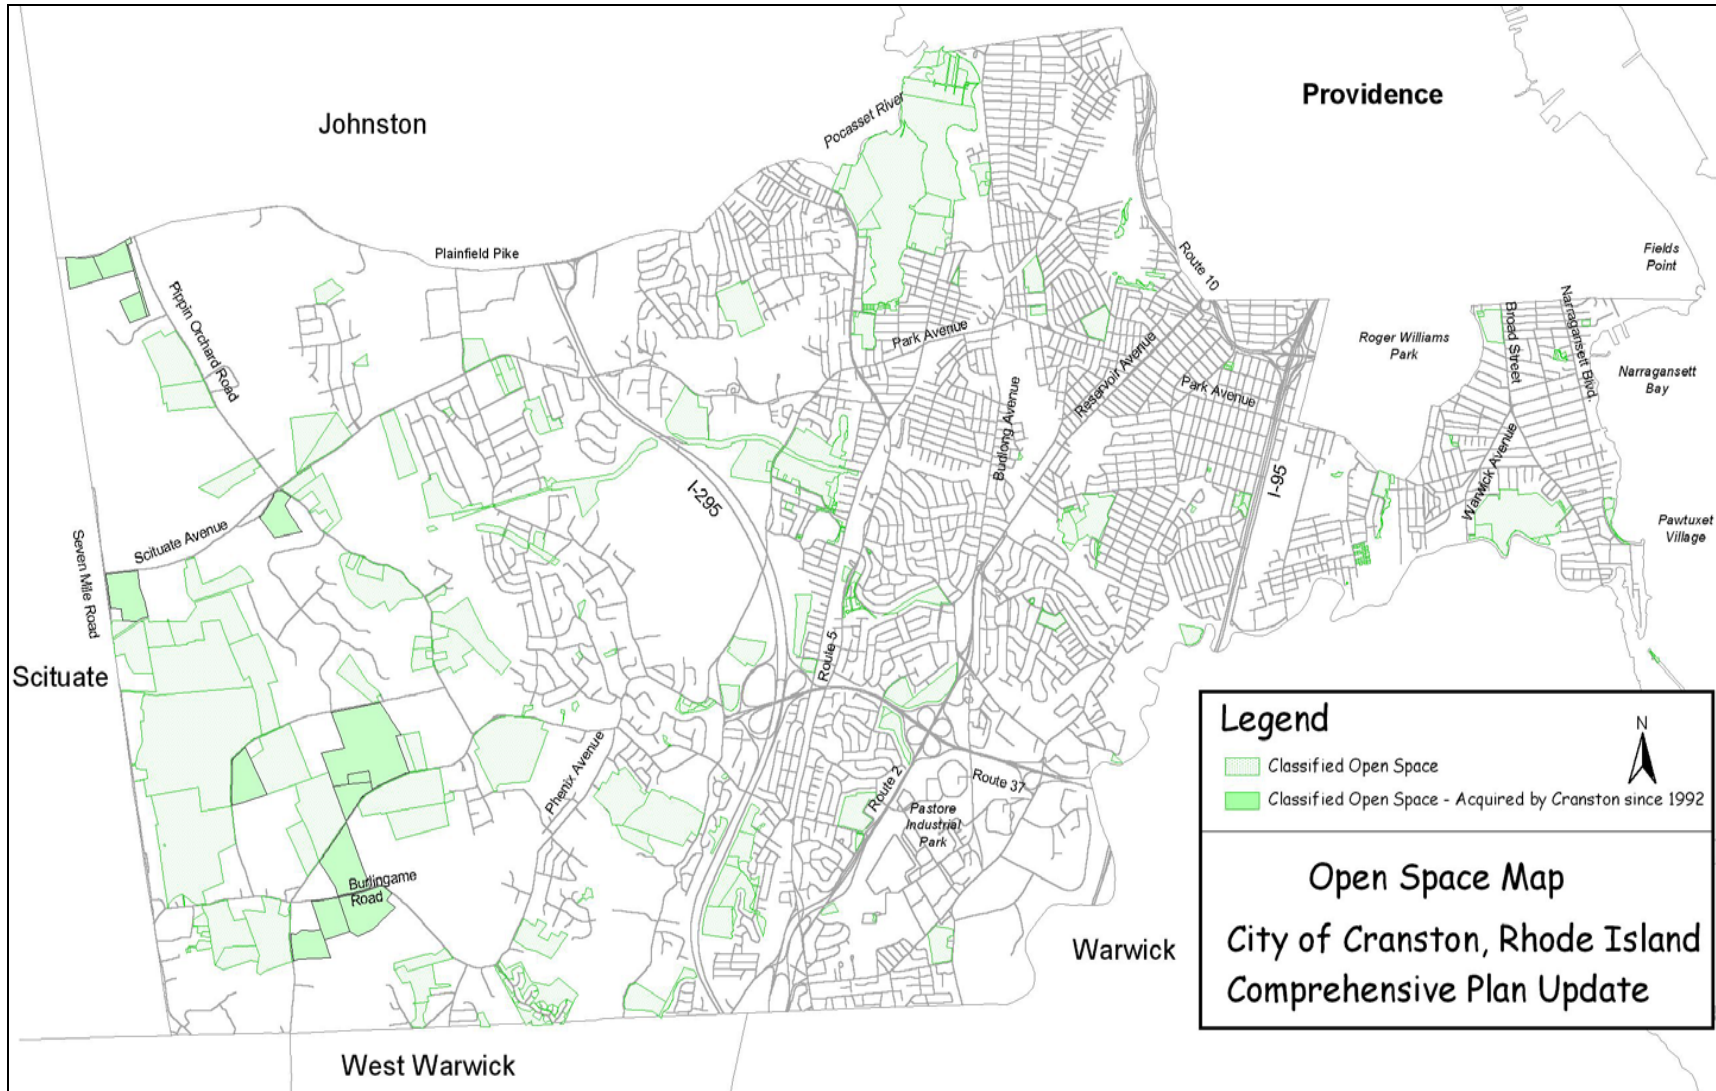 Johnston
Pocasset River
Providence
Plainfield Pike
Route 10
Fields
Point
Pippin Orchard Road
Park Avenue
Broad Street
Narragansett Blvd.
Roger Williams
Park
Narragansett
Bay
Reservoir Avenue
Park Avenue
Budlong Avenue
Warwick Avenue
I-95
I-295
Scituate Avenue
Seven Mile Road
Pawtuxet
Village
Scituate
Route 5
Phenix Avenue
Route 2
Route 37
Pastore
Industrial
Park
Burlingame
Road
Warwick
West Warwick
Legend
N
Classified Open Space
Classified Open Space - Acquired by Cranston since 1992
Open Space Map
City of Cranston, Rhode Island
Comprehensive Plan Update